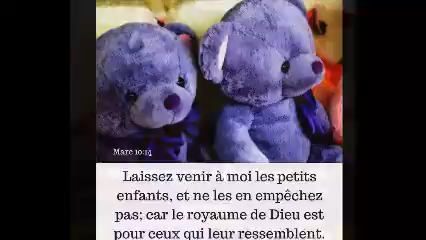 Marc 10:14
Laissez venir à moi les petits
enfants, et ne les en empêchez
pas; car le royaume de Dieu est
pour ceux qui leur ressemblent.